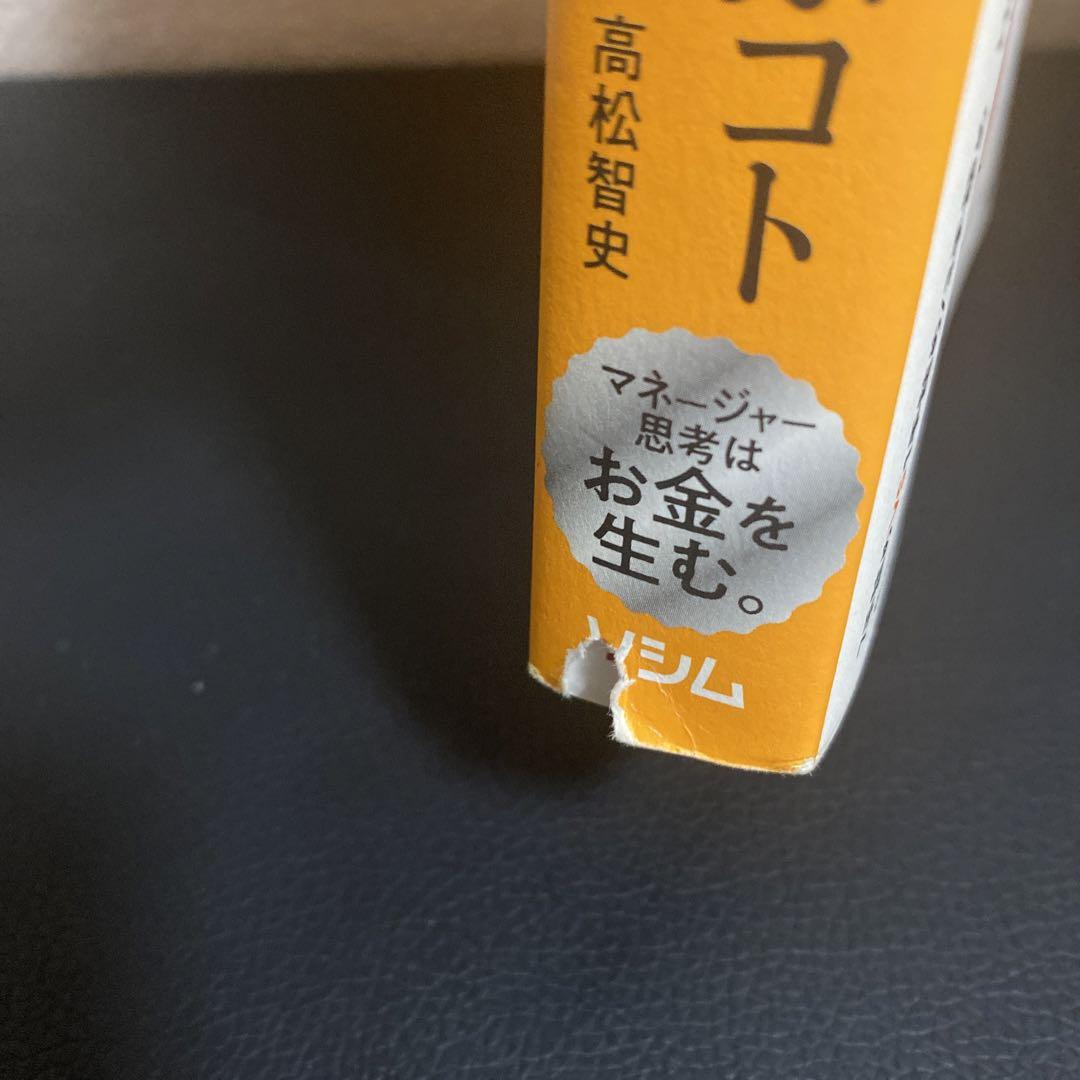 コト
高松智史
マネージャー
思考は
お金を
生む。
ソシム